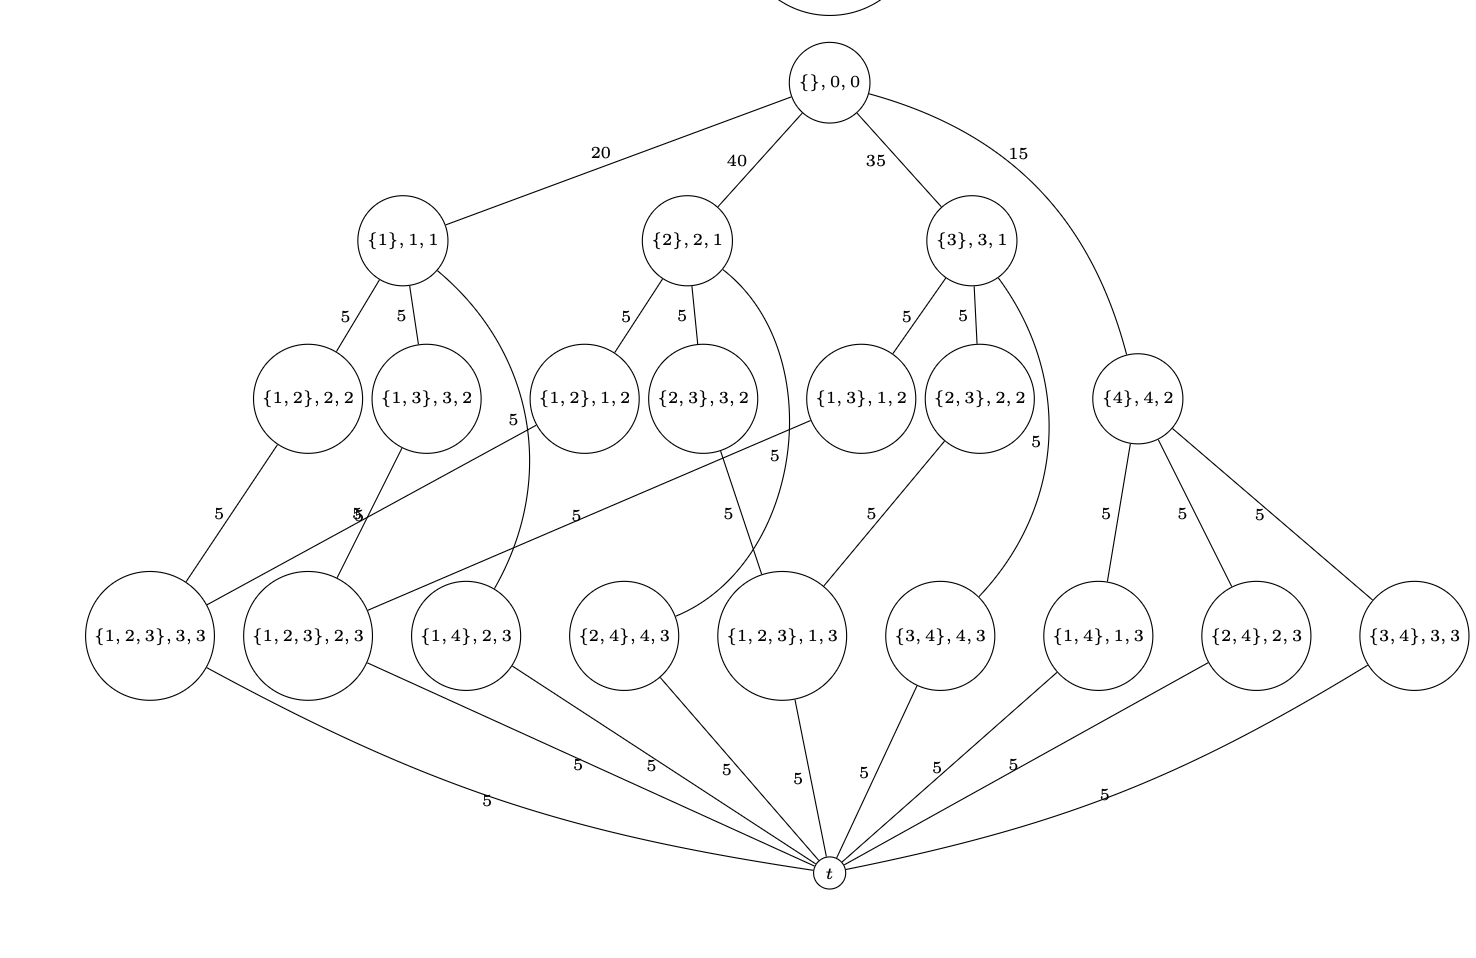 {}, 0, 0
20
40
35
15
{1}, 1, 1
{2}, 2, 1
{3}, 3, 1
5
5
5
5
5
5
{1, 2}, 2, 2
{1, 3}, 3, 2
{1, 2}, 1, 2
{2, 3}, 3, 2
{1, 3}, 1, 2
{2, 3}, 2, 2
{4}, 4, 2
5
5
5
5
5
5
5
5
5
5
5
5
{1, 2, 3}, 3, 3
{1, 2, 3}, 2, 3
{1, 4}, 2, 3
{2, 4}, 4, 3
{1, 2, 3}, 1, 3
{3, 4}, 4, 3
{1, 4}, 1, 3
{2, 4}, 2, 3
{3, 4}, 3, 3
5
5
5
5
5
5
5
5
5
t